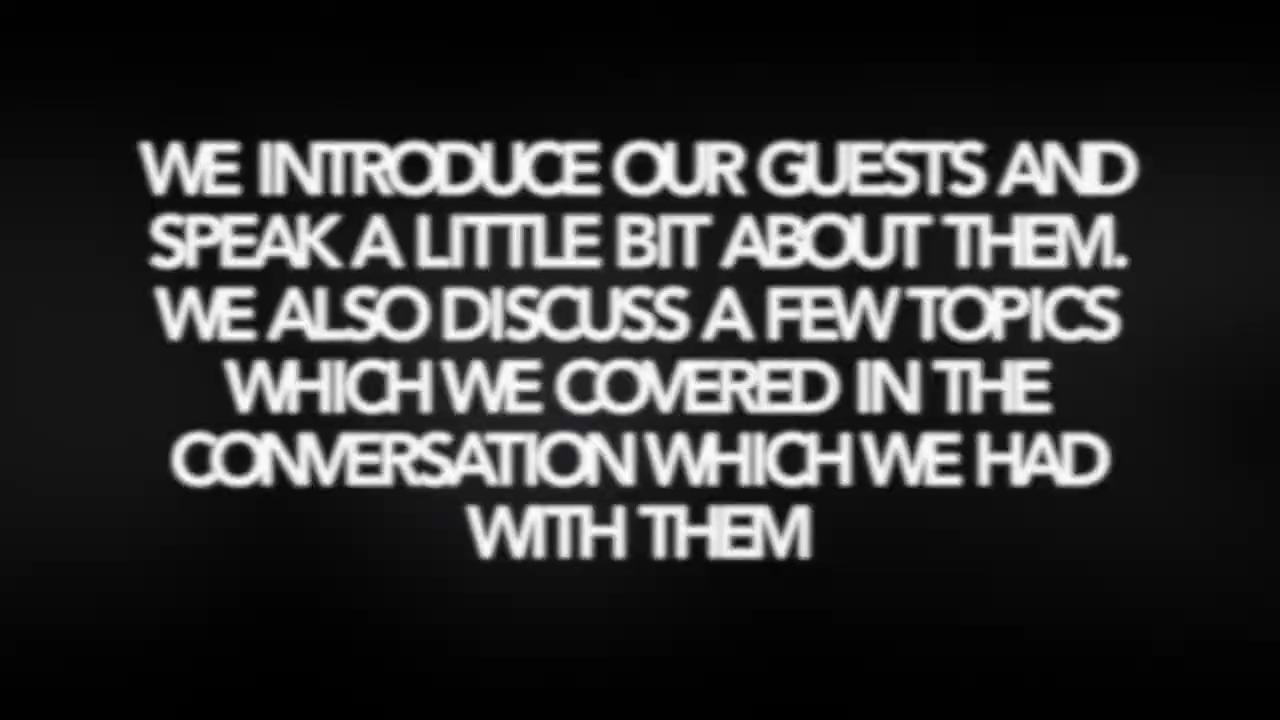 WE INTRODUCE OUR GUESTS AND
SPEAK A LITTLE BIT ABOUT THEM.
WE ALSO DISCUSS A FEW TOPICS
WHICH WE COVERED IN THE
CONVERSATION WHICH WE HAD
WITH THEM